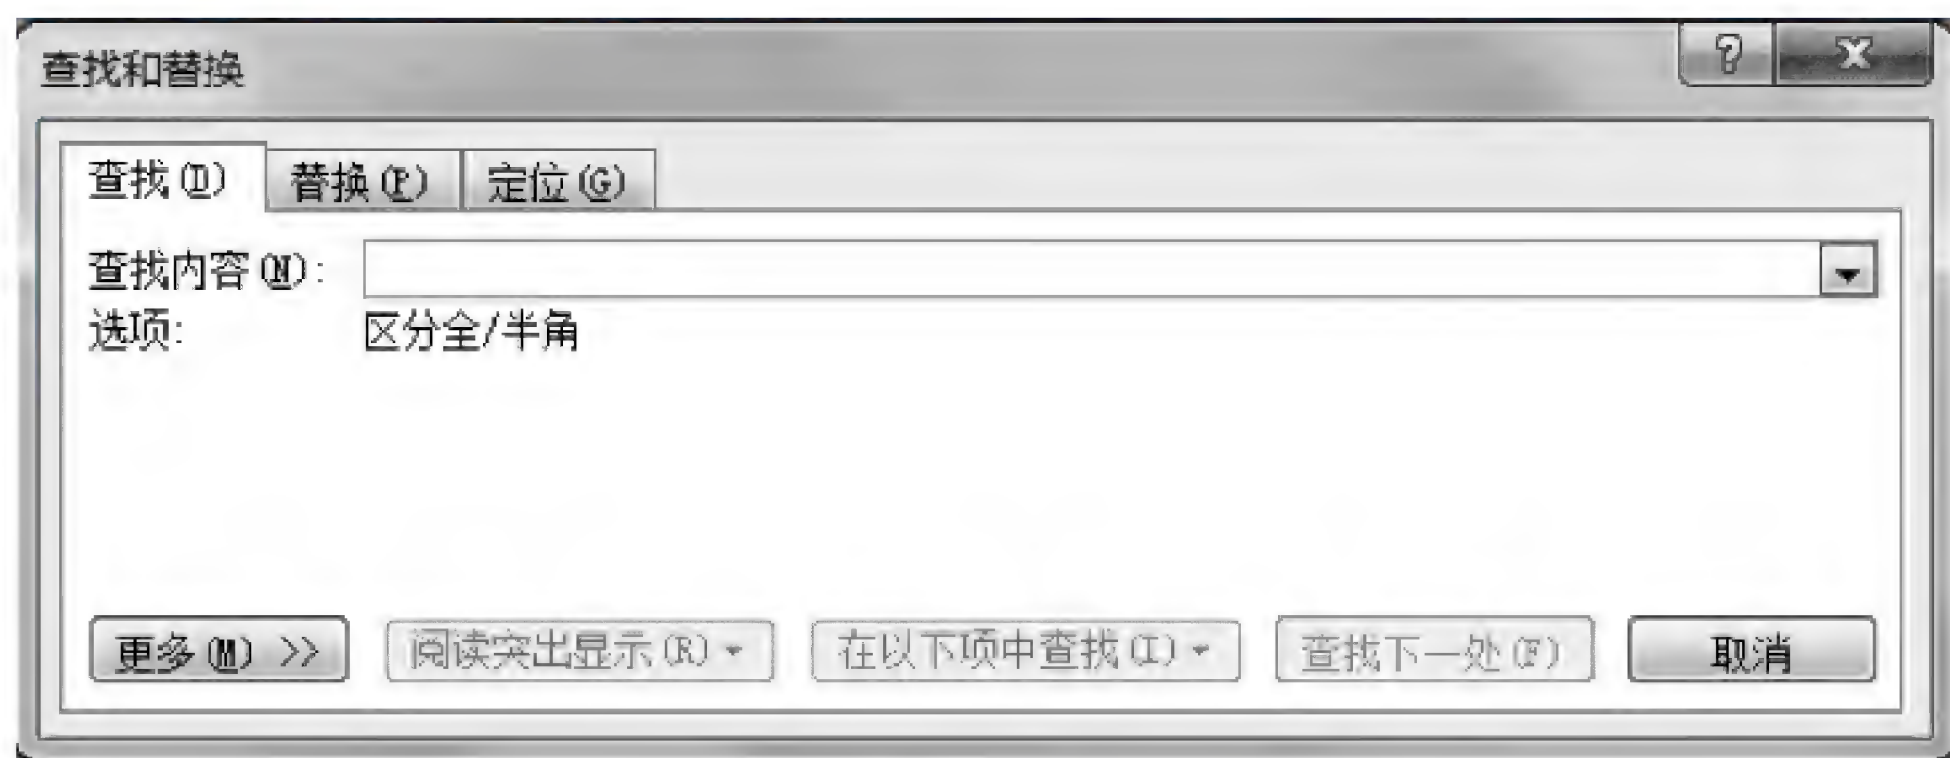 查找和替换
查找(D) 替换(P) 定位(G)
查找内容(N):
选项: 区分全/半角
更多(M) >> 阅读突出显示(R) 在以下项中查找(I) 查找下一处(F) 取消